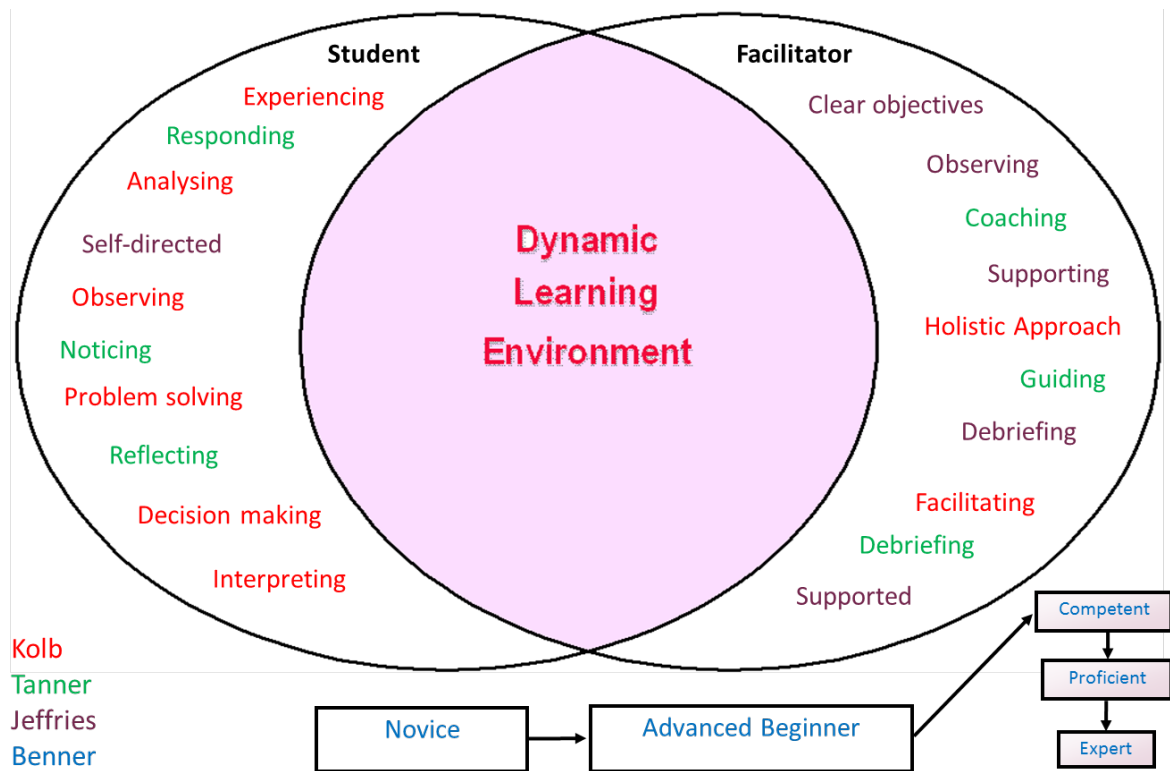 Student
Experiencing
Responding
Analysing
Self-directed
Observing
Noticing
Problem solving
Reflecting
Decision making
Interpreting
Dynamic
Learning
Environment
Facilitator
Clear objectives
Observing
Coaching
Supporting
Holistic Approach
Guiding
Debriefing
Facilitating
Debriefing
Supported
Kolb
Tanner
Jeffries
Benner
Novice
Advanced Beginner
Competent
Proficient
Expert